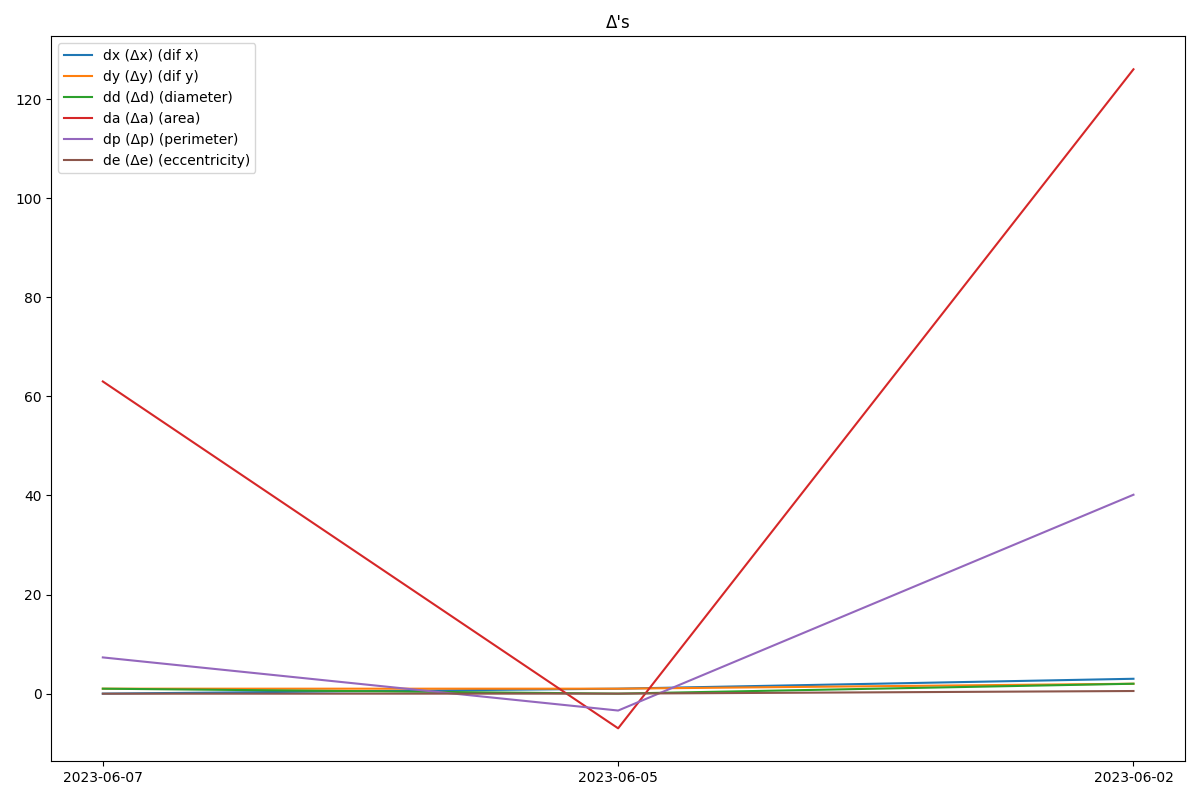 Δ's
dx (Δx) (dif x)
dy (Δy) (dif y)
dd (Δd) (diameter)
da (Δa) (area)
dp (Δp) (perimeter)
de (Δe) (eccentricity)
120
100
80
60
40
20
0
2023-06-07 2023-06-05 2023-06-02